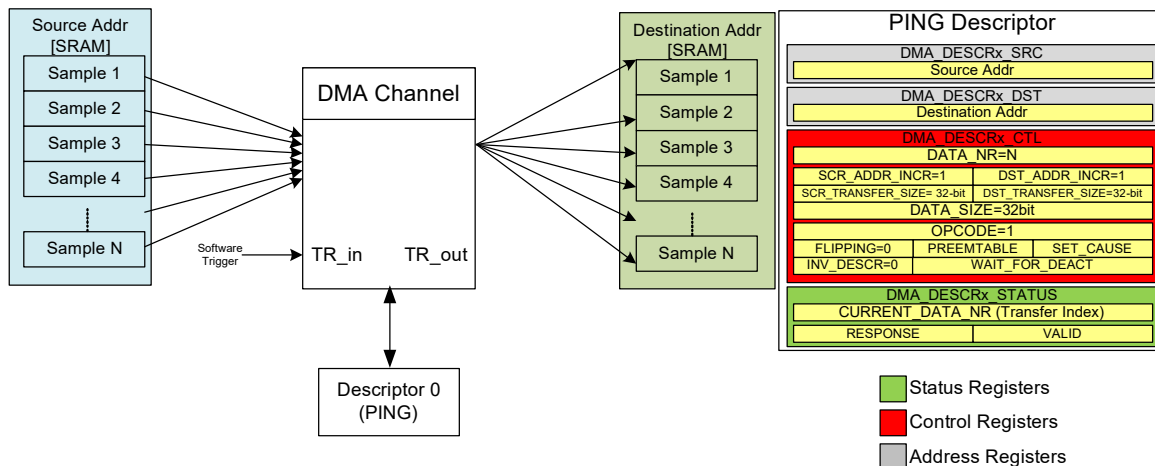 Source Addr
[SRAM]
Sample 1
Sample 2
Sample 3
Sample 4
Sample N
DMA Channel
Software
Trigger
TR_in
TR_out
Descriptor 0
(PING)
Destination Addr
[SRAM]
Sample 1
Sample 2
Sample 3
Sample 4
Sample N
PING Descriptor
DMA_DESCRx_SRC
Source Addr
DMA_DESCRx_DST
Destination Addr
DMA_DESCRx_CTL
DATA_NR=N
SCR_ADDR_INCR=1
DST_ADDR_INCR=1
SCR_TRANSFER_SIZE= 32-bit
DST_TRANSFER_SIZE=32-bit
DATA_SIZE=32bit
OPCODE=1
FLIPPING=0
PREEMTABLE
SET_CAUSE
INV_DESCR=0
WAIT_FOR_DEACT
DMA_DESCRx_STATUS
CURRENT_DATA_NR (Transfer Index)
RESPONSE
VALID
Status Registers
Control Registers
Address Registers